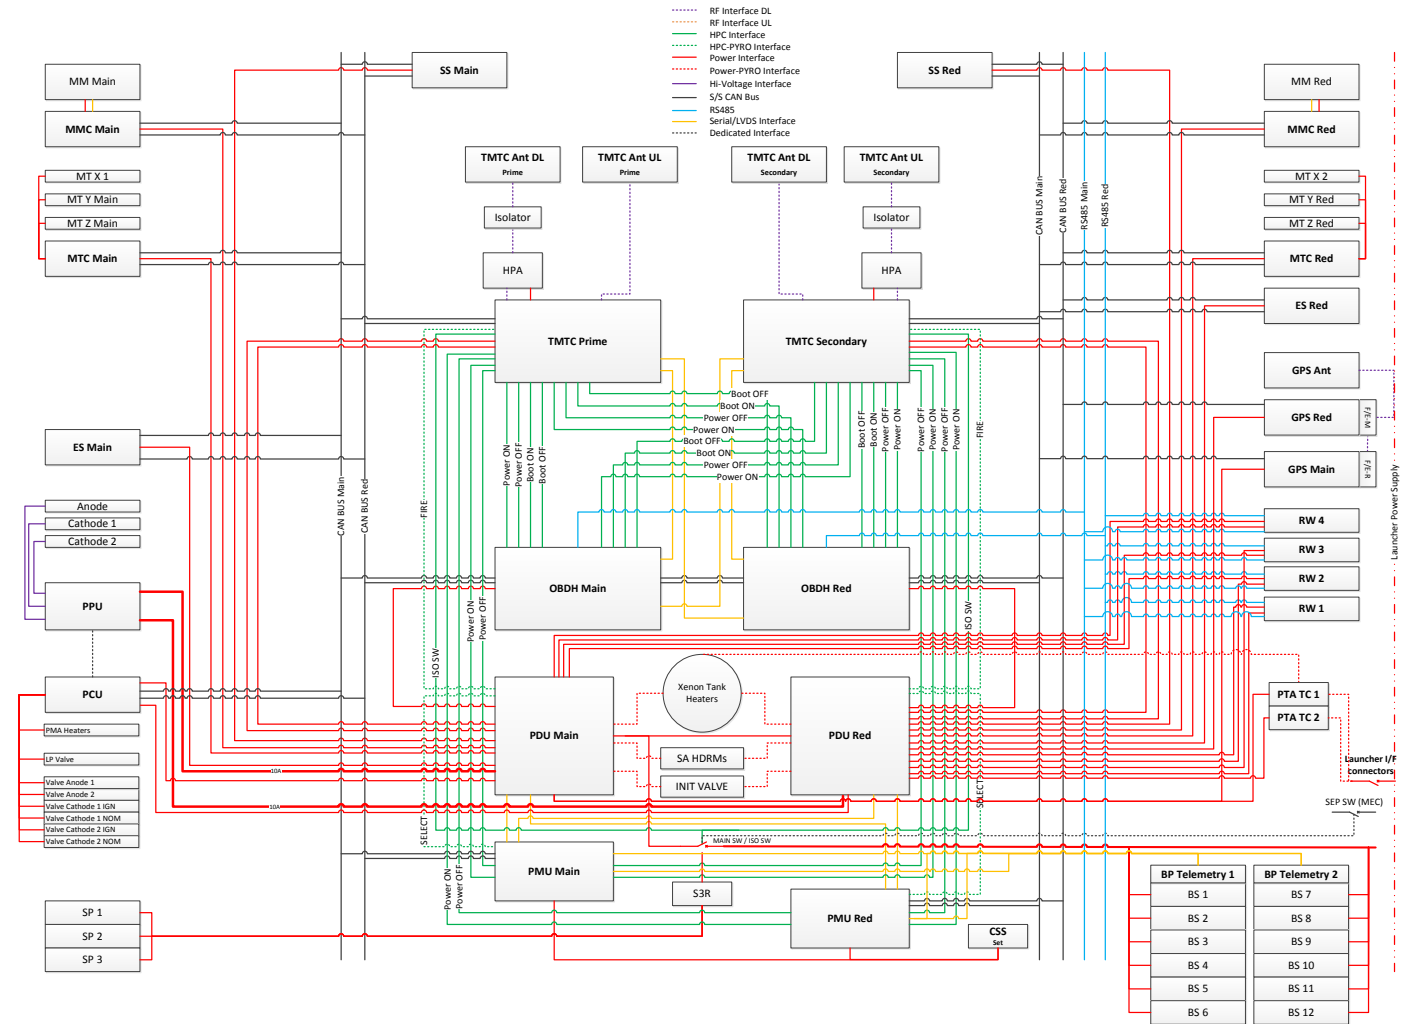 RF Interface DL
RF Interface UL
HPC Interface
HPC-PYRO Interface
Power Interface
Power-PYRO Interface
Hi-Voltage Interface
S/S CAN Bus
RS485
Serial/LVDS Interface
Dedicated Interface
SS Main
SS Red
MM Main
MMC Main
MM Red
MMC Red
TMTC Ant DL
Prime
TMTC Ant UL
Prime
TMTC Ant DL
Secondary
TMTC Ant UL
Secondary
MT X 1
MT Y Main
MT Z Main
MTC Main
MT X 2
MT Y Red
MT Z Red
MTC Red
CAN BUS Main
CAN BUS Red
RS485 Main
RS485 Red
Isolator
Isolator
HPA
HPA
ES Red
TMTC Prime
TMTC Secondary
GPS Ant
Boot OFF
Boot ON
Power OFF
Power ON
Boot OFF
Boot ON
Power OFF
Power ON
Power ON
Power OFF
Boot ON
Boot OFF
Boot OFF
Boot ON
Power OFF
Power ON
Power OFF
Power ON
Power OFF
Power ON
FIRE
FIRE
GPS Red
F/E-M
GPS Main
F/E-R
ES Main
CAN BUS Main
CAN BUS Red
Launcher Power Supply
Anode
Cathode 1
Cathode 2
PPU
OBDH Main
OBDH Red
RW 4
RW 3
RW 2
RW 1
ISO SW
Power ON
Power OFF
ISO SW
PCU
PMA Heaters
LP Valve
Valve Anode 1
Valve Anode 2
Valve Cathode 1 IGN
Valve Cathode 1 NOM
Valve Cathode 2 IGN
Valve Cathode 2 NOM
Xenon Tank
Heaters
PDU Main
PDU Red
SA HDRMs
INIT VALVE
10A
10A
PTA TC 1
PTA TC 2
Launcher I/F
connectors
SEP SW (MEC)
SELECT
SELECT
MAIN SW / ISO SW
PMU Main
Power ON
Power OFF
S3R
PMU Red
CSS
Set
SP 1
SP 2
SP 3
BP Telemetry 1
BS 1
BS 2
BS 3
BS 4
BS 5
BS 6
BP Telemetry 2
BS 7
BS 8
BS 9
BS 10
BS 11
BS 12